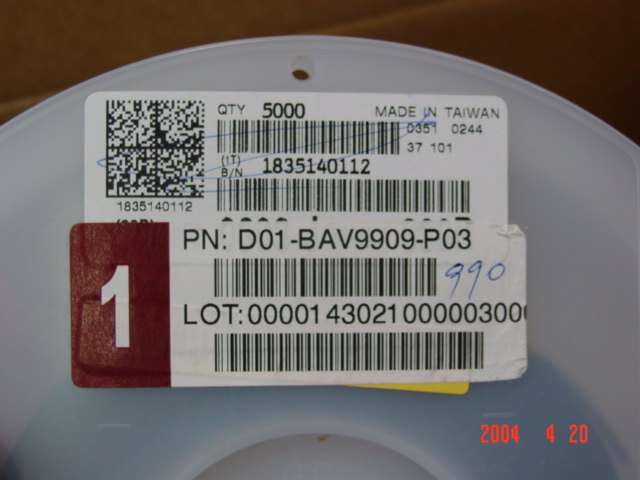 QTY 5000 MADE IN TAIWAN
0351 0244
37 101
(1T)
B/N 1835140112
1835140112
PN: D01-BAV9909-P03
990
1
LOT:00001430210000030
2004 4 20